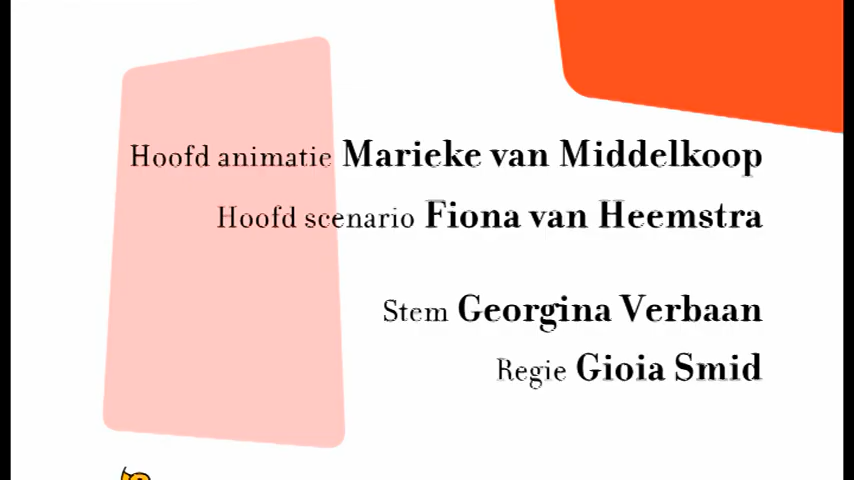 Hoofd animatie Marieke van Middelkoop
Hoofd scenario Fiona van Heemstra
Stem Georgina Verbaan
Regie Gioia Smid